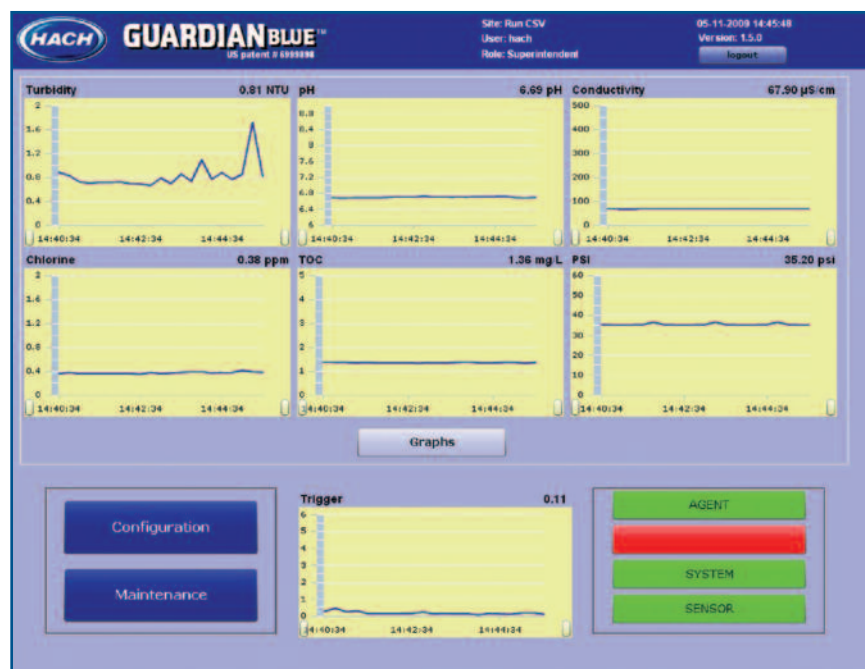 HACH
GUARDIAN BLUE™
US patent # 6999898
Site: Run CSV
User: hach
Role: Superintendent
05-11-2009 14:45:48
Version: 1.5.0
logout
Turbidity 0.81 NTU
2
1.6
1.2
0.8
0.4
0
14:40:34 14:42:34 14:44:34
pH 6.69 pH
8.8
8.4
8
7.6
7.2
6.8
6.4
6
14:40:34 14:42:34 14:44:34
Conductivity 67.90 µS/cm
500
400
300
200
100
0
14:40:34 14:42:34 14:44:34
Chlorine 0.38 ppm
2
1.6
1.2
0.8
0.4
0
14:40:34 14:42:34 14:44:34
TOC 1.36 mg/L
5
4
3
2
1
0
14:40:34 14:42:34 14:44:34
PSI 35.20 psi
60
50
40
30
20
10
0
14:40:34 14:42:34 14:44:34
Graphs
Configuration
Maintenance
Trigger 0.11
6
5
4
3
2
1
0
14:40:34 14:42:34 14:44:34
AGENT
SYSTEM
SENSOR